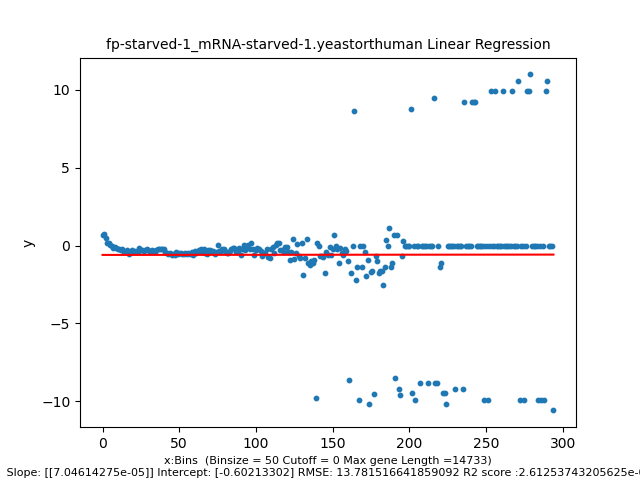 fp-starved-1_mRNA-starved-1.yeastorthuman Linear Regression
10
5
0
−5
−10
y
0 50 100 150 200 250 300
x:Bins (Binsize = 50 Cutoff = 0 Max gene Length =14733)
Slope: [[7.04614275e-05]] Intercept: [-0.60213302] RMSE: 13.781516641859092 R2 score :2.61253743205625e-